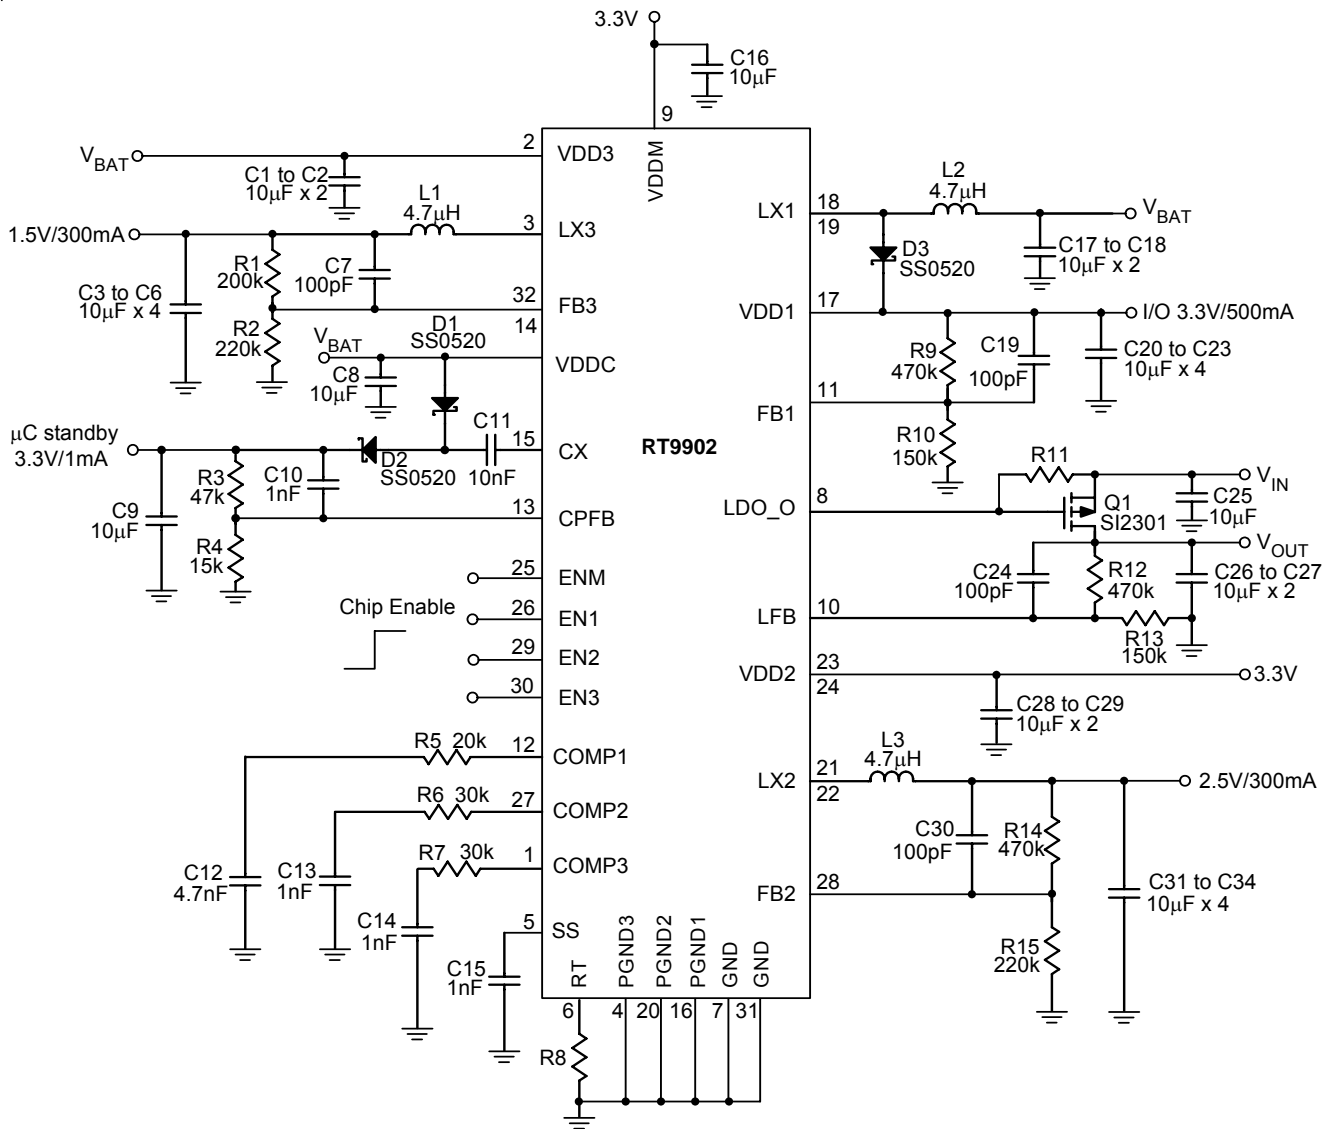 3.3V
C16
10µF
9
VDDM
V_BAT
C1 to C2
10µF x 2
2
VDD3
L1
4.7µH
1.5V/300mA
3
LX3
C3 to C6
10µF x 4
R1
200k
C7
100pF
32
FB3
R2
220k
14
VDDC
V_BAT
D1
SS0520
C8
10µF
µC standby
3.3V/1mA
C11
10nF
15
CX
D2
SS0520
C9
10µF
R3
47k
C10
1nF
13
CPFB
R4
15k
25
ENM
Chip Enable
26
EN1
29
EN2
30
EN3
R5 20k
12
COMP1
R6 30k
27
COMP2
R7 30k
1
COMP3
C12
4.7nF
C13
1nF
C14
1nF
5
SS
C15
1nF
RT9902
RT
PGND3
PGND2
PGND1
GND
GND
6
4
20
16
7
31
R8
LX1
18
19
L2
4.7µH
V_BAT
D3
SS0520
C17 to C18
10µF x 2
VDD1
17
I/O 3.3V/500mA
R9
470k
C19
100pF
C20 to C23
10µF x 4
FB1
11
R10
150k
R11
V_IN
C25
10µF
LDO_O
8
Q1
SI2301
V_OUT
C24
100pF
R12
470k
C26 to C27
10µF x 2
LFB
10
R13
150k
VDD2
23
24
3.3V
C28 to C29
10µF x 2
L3
4.7µH
LX2
21
22
2.5V/300mA
C30
100pF
R14
470k
C31 to C34
10µF x 4
FB2
28
R15
220k